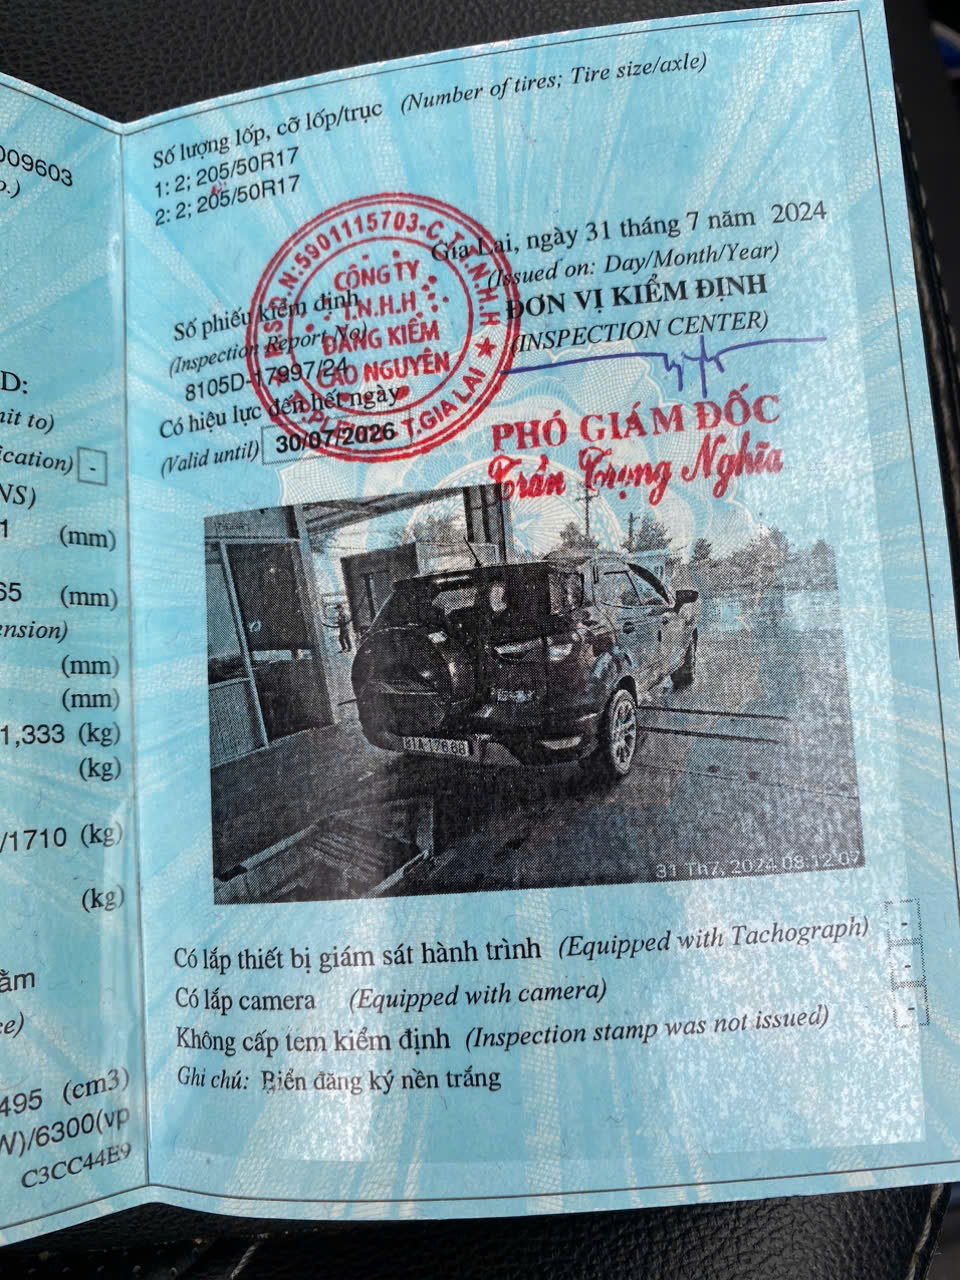 009603
Số lượng lốp, cỡ lốp/trục (Number of tires; Tire size/axle)
1: 2; 205/50R17
2: 2; 205/50R17
S.Đ.N:5901115703-C.T.T.N.H.H
CÔNG TY
T.N.H.H
ĐĂNG KIỂM
CAO NGUYÊN
T.GIA LAI
Gia Lai, ngày 31 tháng 7 năm 2024
(Issued on: Day/Month/Year)
ĐƠN VỊ KIỂM ĐỊNH
(INSPECTION CENTER)
Số phiếu kiểm định
(Inspection Report No)
8105D-17997/24
Có hiệu lực đến hết ngày
(Valid until) 30/07/2026
PHÓ GIÁM ĐỐC
Trần Trọng Nghĩa
D:
nit to)
ication) -
NS)
1 (mm)
65 (mm)
ension)
(mm)
(mm)
1,333 (kg)
(kg)
/1710 (kg)
(kg)
ằm
ce)
495 (cm3)
W)/6300(vp
C3CC44E9
81A-178.68
31 Th7, 2024 08:12:07
Có lắp thiết bị giám sát hành trình (Equipped with Tachograph) -
Có lắp camera (Equipped with camera) -
Không cấp tem kiểm định (Inspection stamp was not issued) -
Ghi chú: Biển đăng ký nền trắng